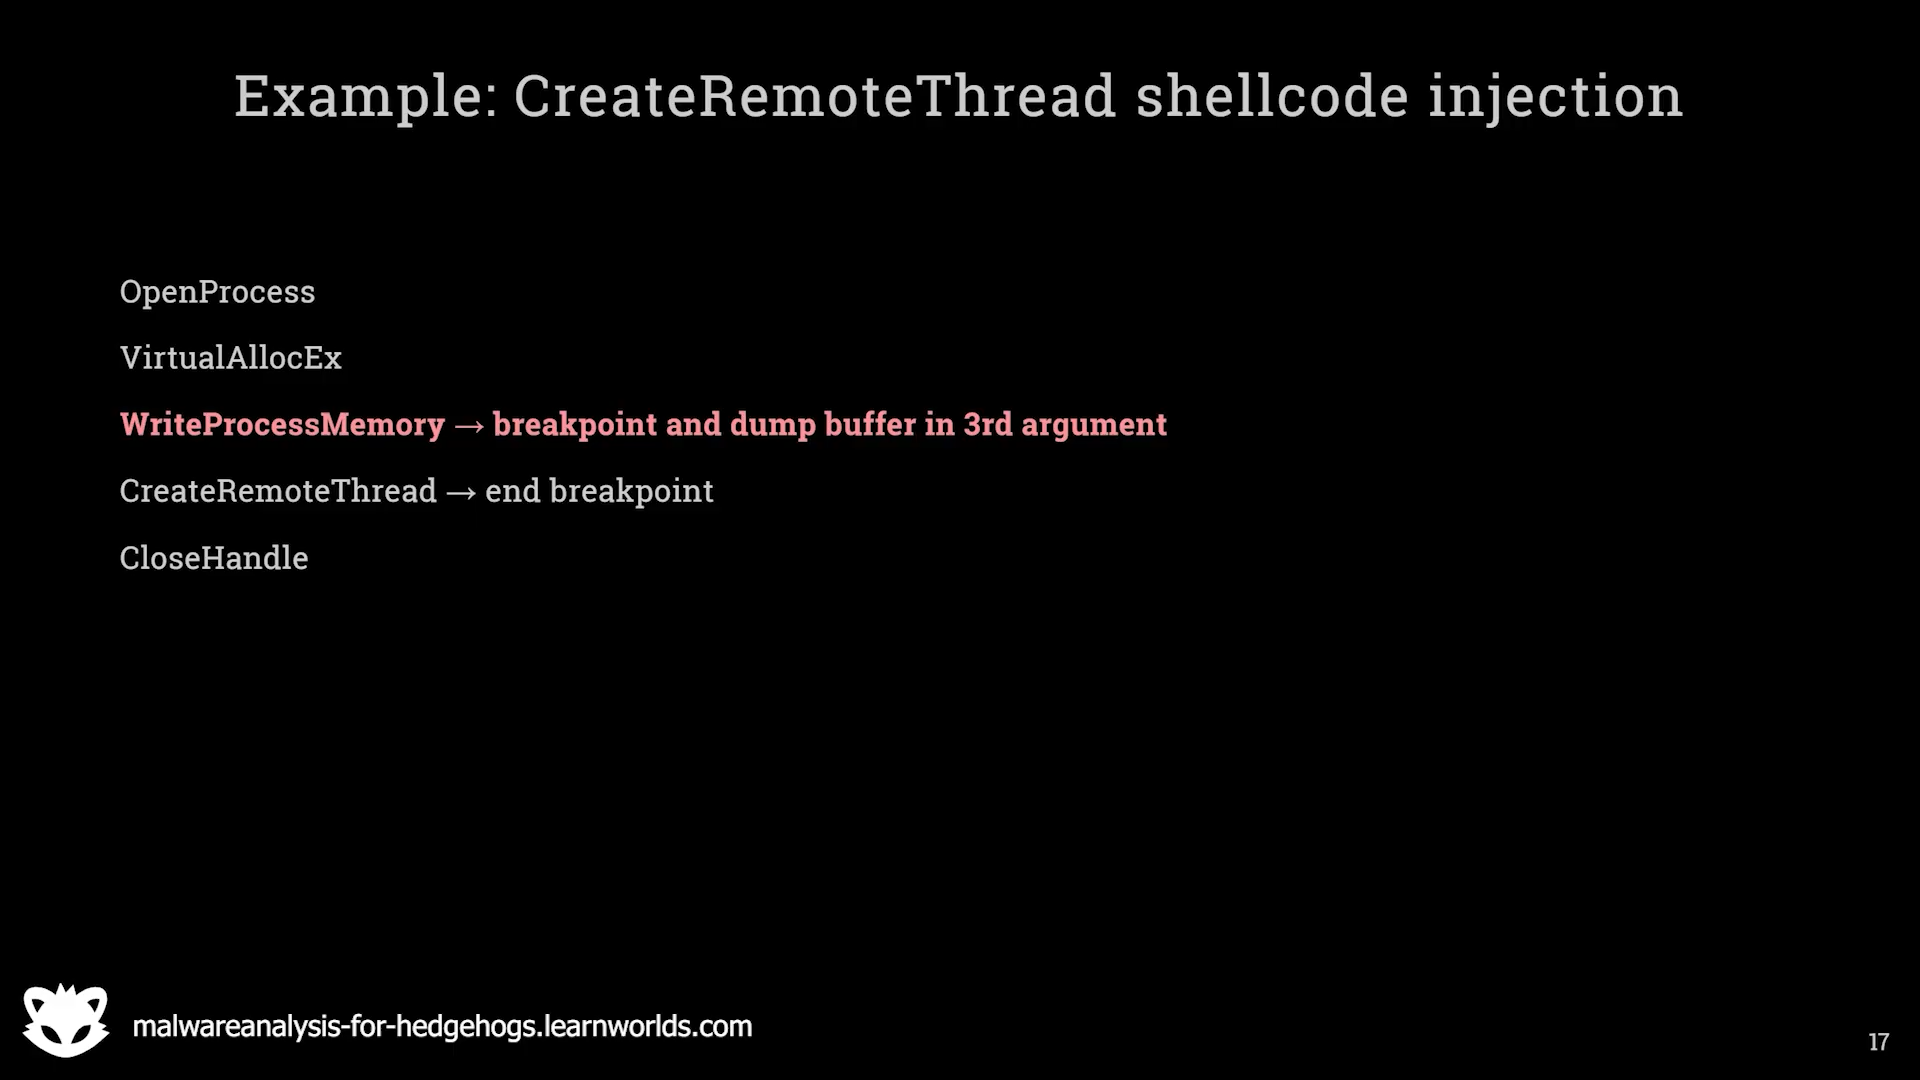 Example: CreateRemoteThread shellcode injection
OpenProcess
VirtualAllocEx
WriteProcessMemory → breakpoint and dump buffer in 3rd argument
CreateRemoteThread → end breakpoint
CloseHandle
malwareanalysis-for-hedgehogs.learnworlds.com
17